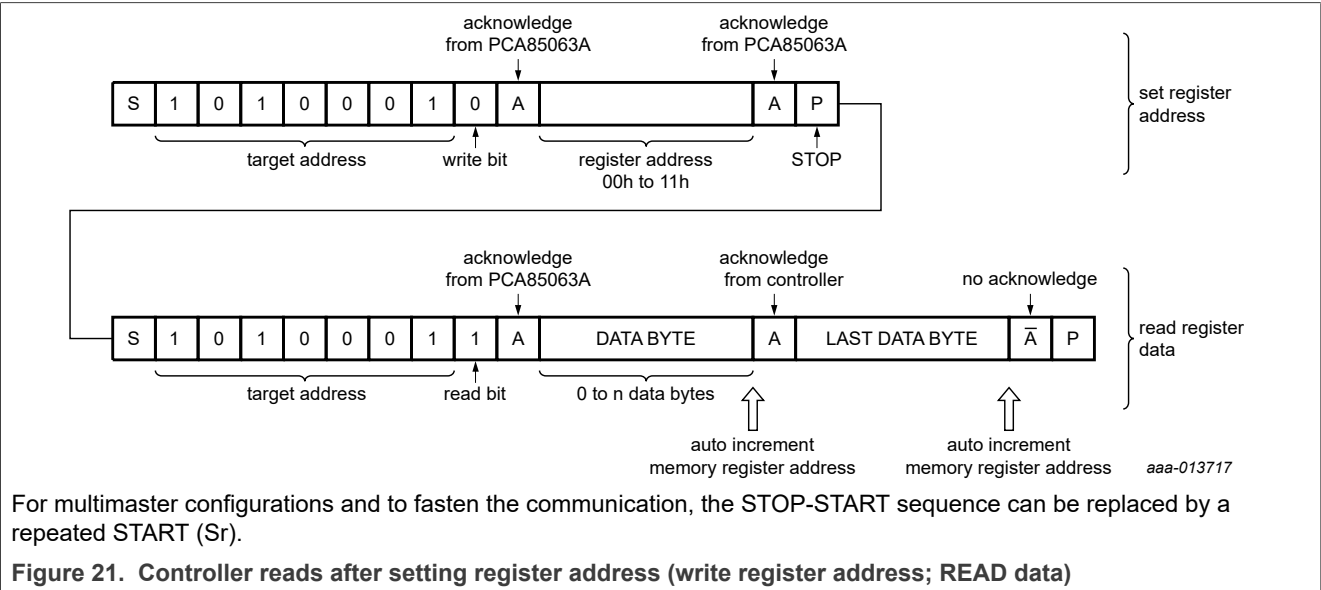 acknowledge
from PCA85063A
acknowledge
from PCA85063A
S 1 0 1 0 0 0 1 0 A A P
set register
address
target address
write bit
register address
00h to 11h
STOP
acknowledge
from PCA85063A
acknowledge
from controller
no acknowledge
S 1 0 1 0 0 0 1 1 A DATA BYTE A LAST DATA BYTE A̅ P
read register
data
target address
read bit
0 to n data bytes
auto increment
memory register address
auto increment
memory register address
aaa-013717
For multimaster configurations and to fasten the communication, the STOP-START sequence can be replaced by a
repeated START (Sr).
Figure 21. Controller reads after setting register address (write register address; READ data)